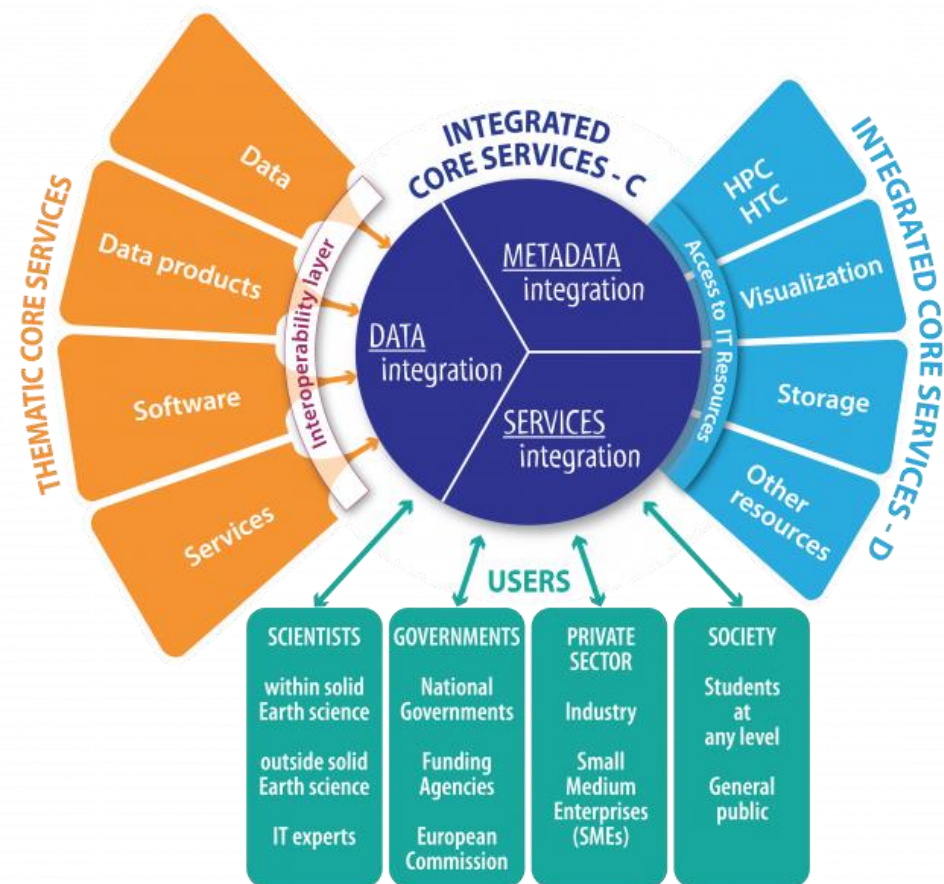 THEMATIC CORE SERVICES
Data
Data products
Software
Services
Interoperability layer
INTEGRATED
CORE SERVICES - C
METADATA
integration
DATA
integration
SERVICES
integration
Access to IT Resources
HPC
HTC
Visualization
Storage
Other
resources
INTEGRATED CORE SERVICES - D
USERS
SCIENTISTS
within solid
Earth science
outside solid
Earth science
IT experts
GOVERNMENTS
National
Governments
Funding
Agencies
European
Commission
PRIVATE
SECTOR
Industry
Small
Medium
Enterprises
(SMEs)
SOCIETY
Students
at
any level
General
public